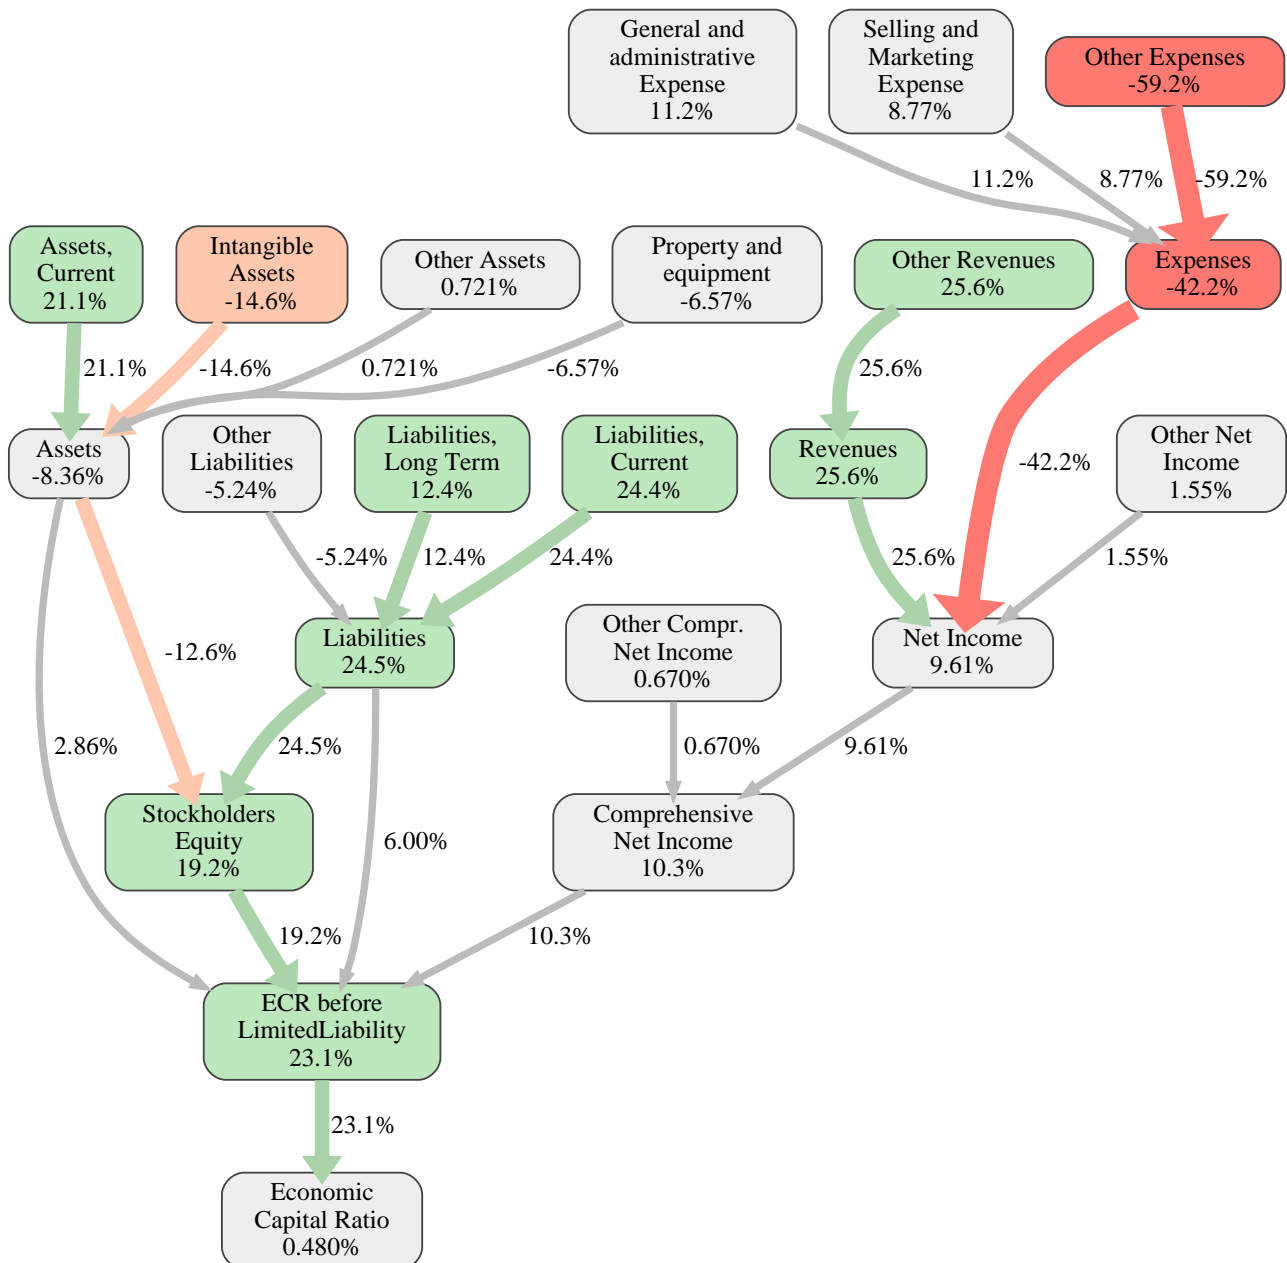 General and
administrative
Expense
11.2%
Selling and
Marketing
Expense
8.77%
Other Expenses
-59.2%
11.2%
8.77%
-59.2%
Assets,
Current
21.1%
Intangible
Assets
-14.6%
Other Assets
0.721%
Property and
equipment
-6.57%
Other Revenues
25.6%
Expenses
-42.2%
21.1%
-14.6%
0.721%
-6.57%
25.6%
-42.2%
Assets
-8.36%
Other
Liabilities
-5.24%
Liabilities,
Long Term
12.4%
Liabilities,
Current
24.4%
Revenues
25.6%
Other Net
Income
1.55%
-5.24%
12.4%
24.4%
25.6%
1.55%
-12.6%
Liabilities
24.5%
Other Compr.
Net Income
0.670%
Net Income
9.61%
2.86%
24.5%
0.670%
9.61%
Stockholders
Equity
19.2%
6.00%
Comprehensive
Net Income
10.3%
19.2%
10.3%
ECR before
LimitedLiability
23.1%
23.1%
Economic
Capital Ratio
0.480%